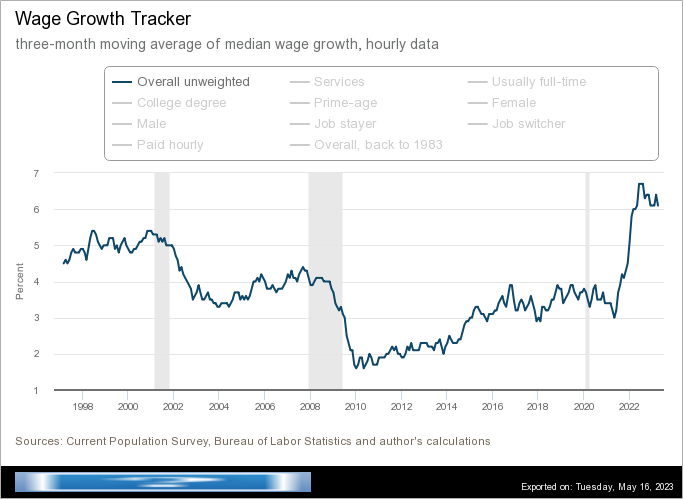 Wage Growth Tracker
three-month moving average of median wage growth, hourly data
Overall unweighted Services Usually full-time
College degree Prime-age Female
Male Job stayer Job switcher
Paid hourly Overall, back to 1983
7
6
5
4
3
2
1
Percent
1998 2000 2002 2004 2006 2008 2010 2012 2014 2016 2018 2020 2022
Sources: Current Population Survey, Bureau of Labor Statistics and author's calculations
Exported on: Tuesday, May 16, 2023